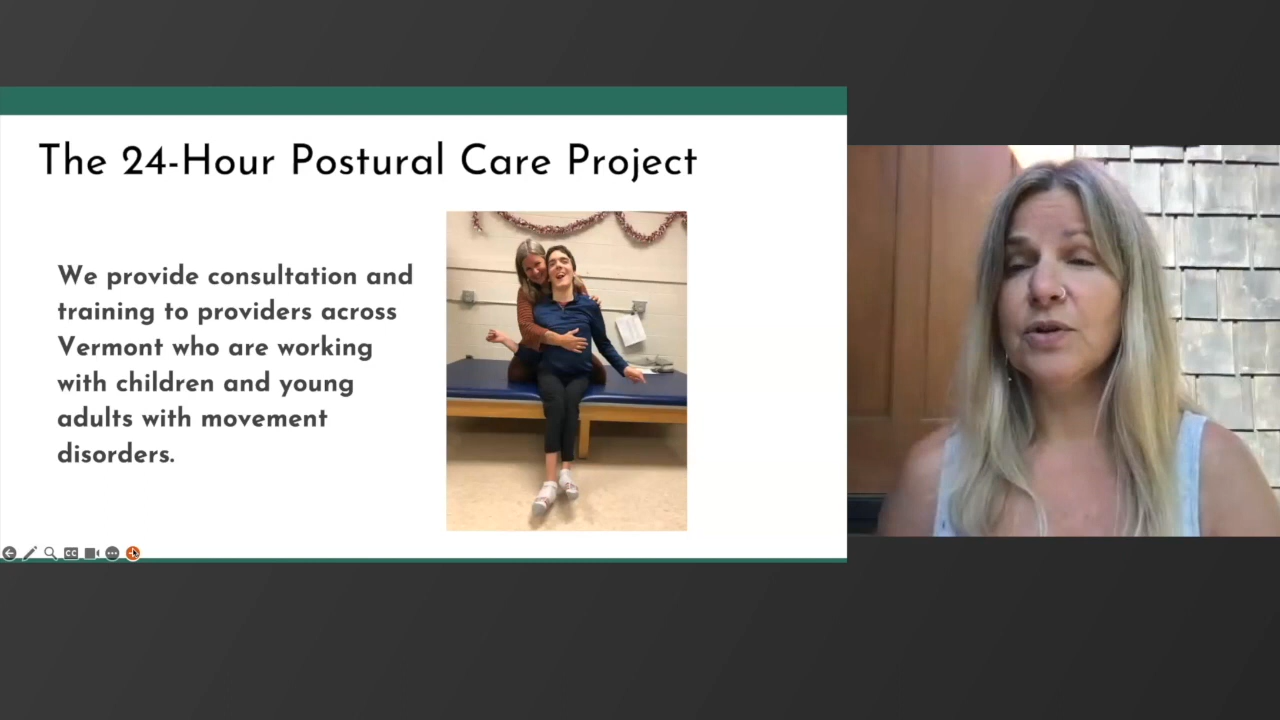 The 24-Hour Postural Care Project
We provide consultation and
training to providers across
Vermont who are working
with children and young
adults with movement
disorders.
CC